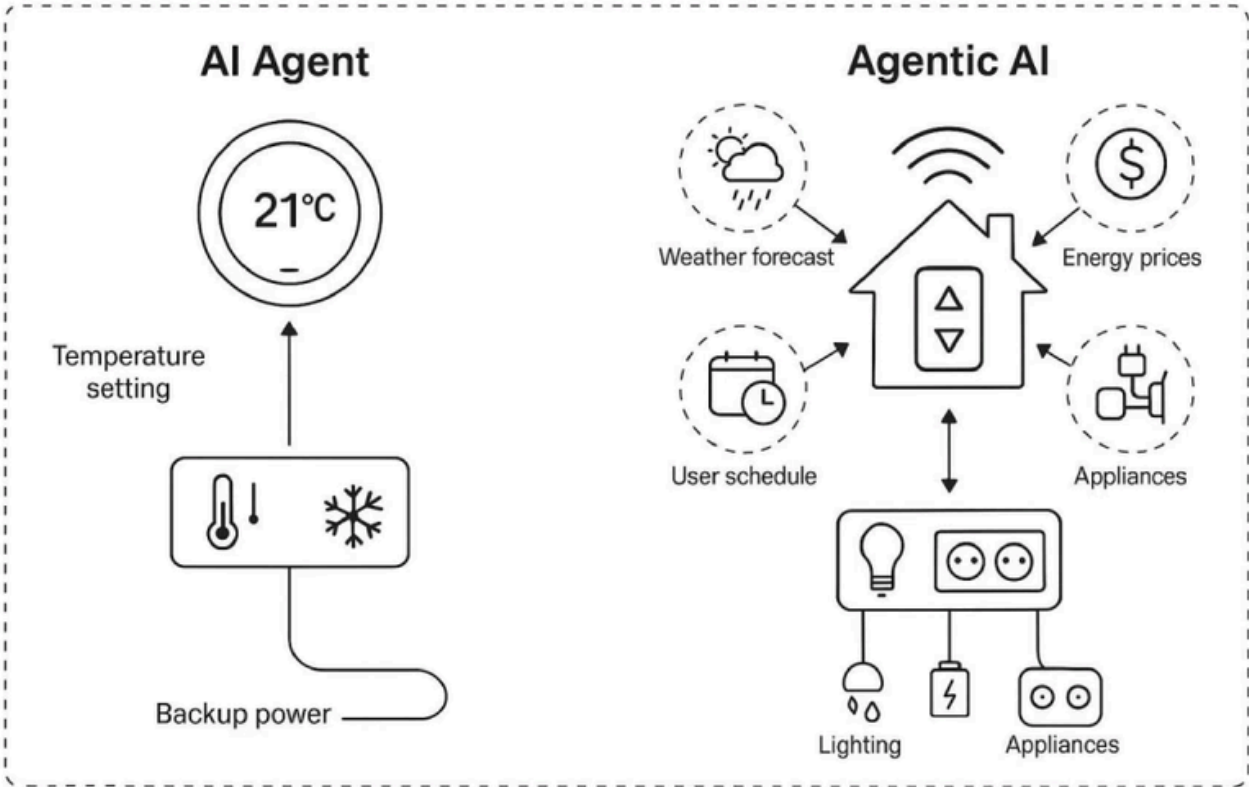 AI Agent
21°C
Temperature
setting
Backup power
Agentic AI
$
Weather forecast
Energy prices
User schedule
Appliances
Lighting
Appliances